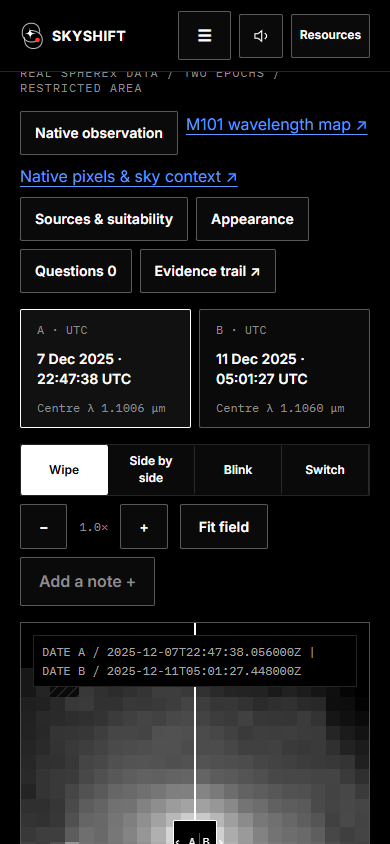 SKYSHIFT
Resources
REAL SPHEREX DATA / TWO EPOCHS /
RESTRICTED AREA
Native observation
M101 wavelength map ↗
Native pixels & sky context ↗
Sources & suitability
Appearance
Questions 0
Evidence trail ↗
A · UTC
7 Dec 2025 ·
22:47:38 UTC
Centre λ 1.1006 µm
B · UTC
11 Dec 2025 ·
05:01:27 UTC
Centre λ 1.1060 µm
Wipe
Side by
side
Blink
Switch
− 1.0× +
Fit field
Add a note +
DATE A / 2025-12-07T22:47:38.056000Z |
DATE B / 2025-12-11T05:01:27.448000Z
‹ A B ›